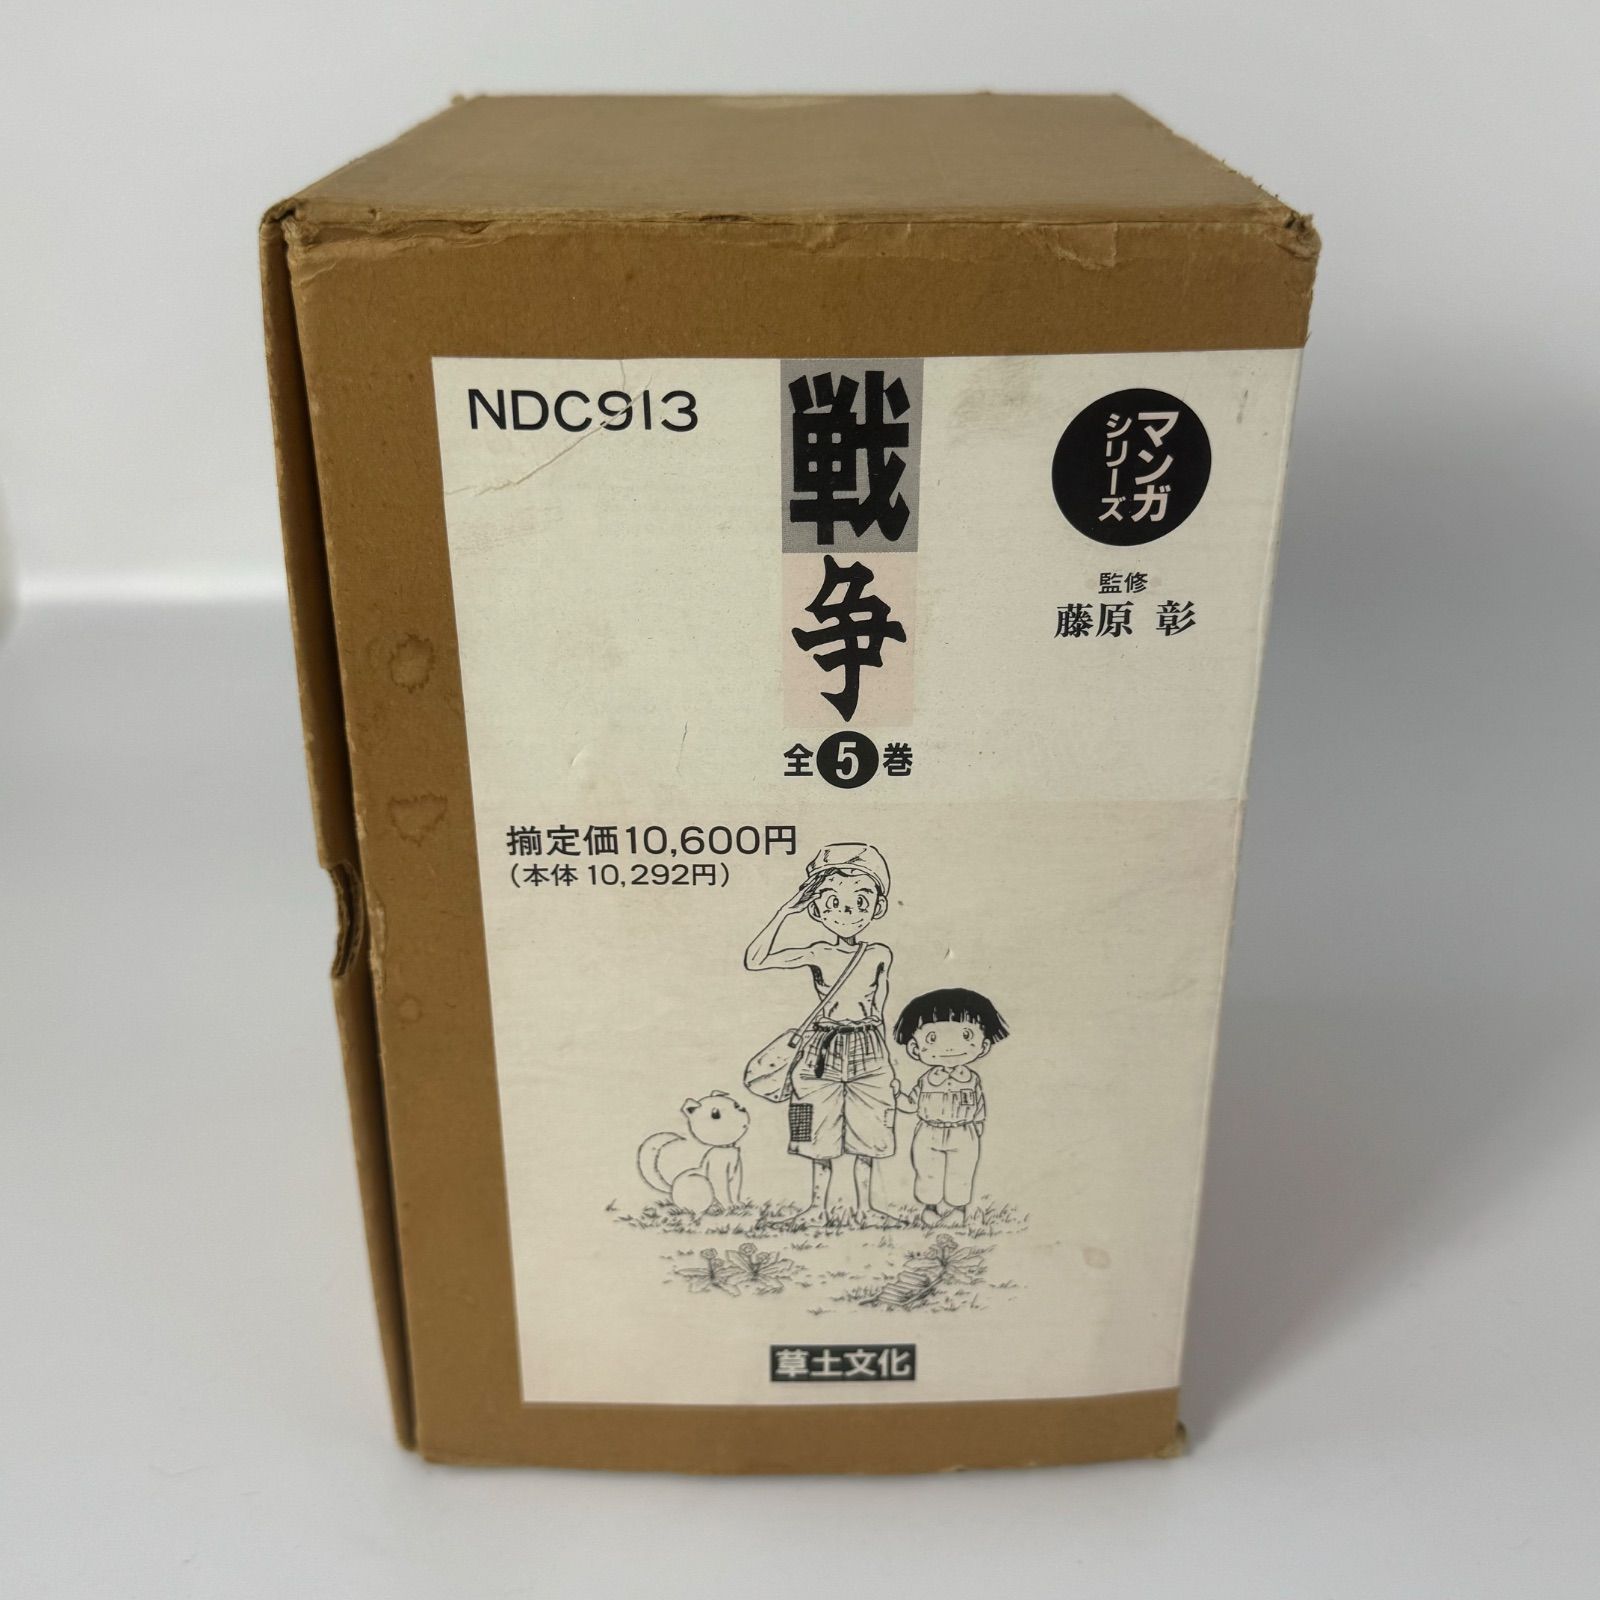 NDC913
戦争
全5巻
マンガ
シリーズ
監修
藤原 彰
揃定価10,600円
(本体 10,292円)
草土文化